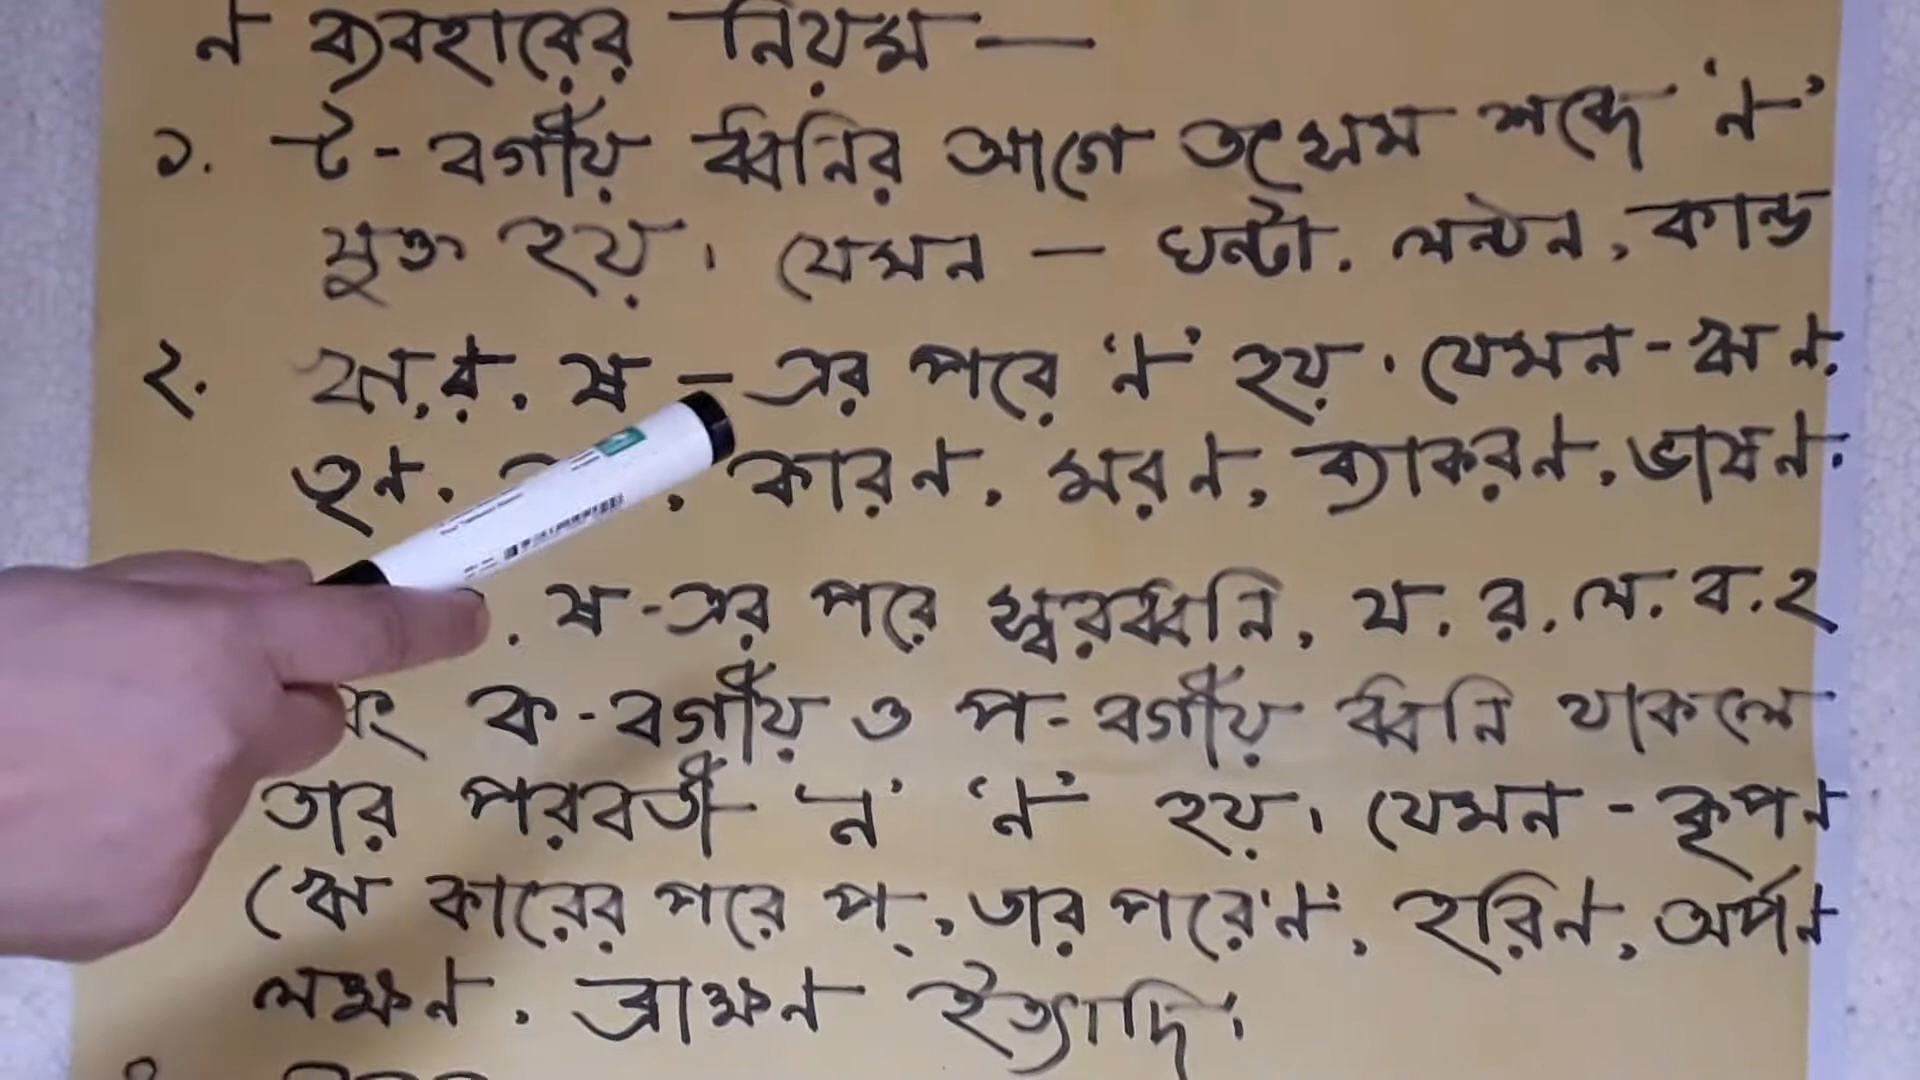 ণ ব্যবহারের নিয়ম —
১. ট-বর্গীয় ধ্বনির আগে তৎসম শব্দে 'ণ'
যুক্ত হয়। যেমন — ঘণ্টা, লণ্ঠন, কাণ্ড
২. ঋ, র, ষ — এর পরে 'ণ' হয়। যেমন - ঋণ,
তৃণ, কারণ, মরণ, ব্যাকরণ, ভাষণ,
, ষ-এর পরে স্বরধ্বনি, য, র, ল, ব, হ
ক-বর্গীয় ও প-বর্গীয় ধ্বনি থাকলে
তার পরবর্তী 'ন' 'ণ' হয়। যেমন - কৃপণ
(ঋ কারের পরে প্, তার পরে 'ণ', হরিণ, অর্পণ
লক্ষণ, ব্রাক্ষণ ইত্যাদি।